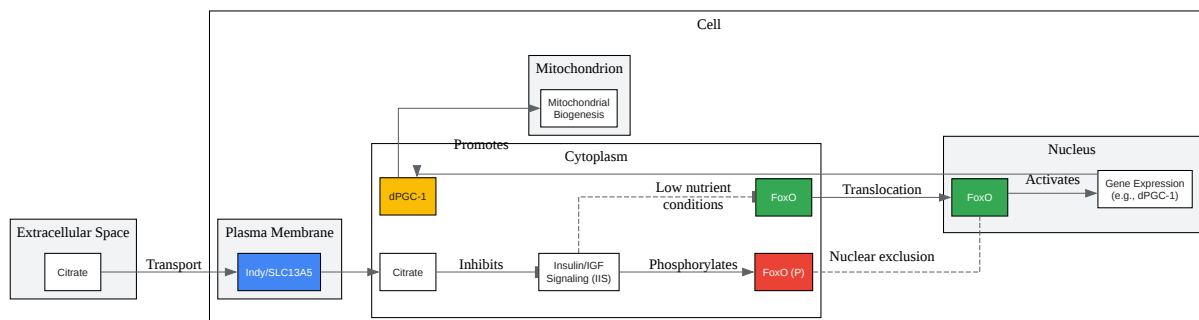 Cell
Mitochondrion
Mitochondrial
Biogenesis
Promotes
Cytoplasm
Nucleus
dPGC-1
Low nutrient
conditions
FoxO
Translocation
FoxO
Activates
Gene Expression
(e.g., dPGC-1)
Extracellular Space
Citrate
Transport
Plasma Membrane
Indy/SLC13A5
Citrate
Inhibits
Insulin/IGF
Signaling (IIS)
Phosphorylates
FoxO (P)
Nuclear exclusion